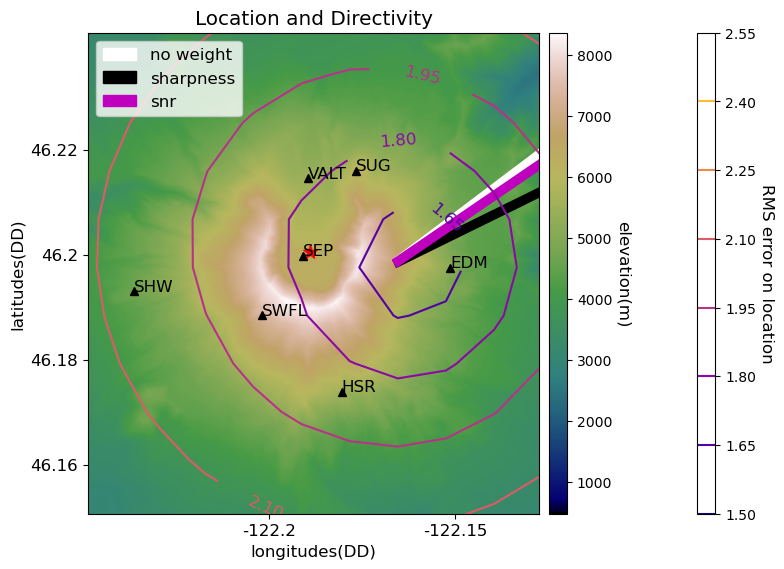 Location and Directivity
no weight
sharpness
snr
1.95
1.80
1.65
2.10
VALT
SUG
SEP
EDM
SHW
SWFL
HSR
46.22
46.2
46.18
46.16
latitudes(DD)
-122.2
-122.15
longitudes(DD)
8000
7000
6000
5000
4000
3000
2000
1000
elevation(m)
2.55
2.40
2.25
2.10
1.95
1.80
1.65
1.50
RMS error on location